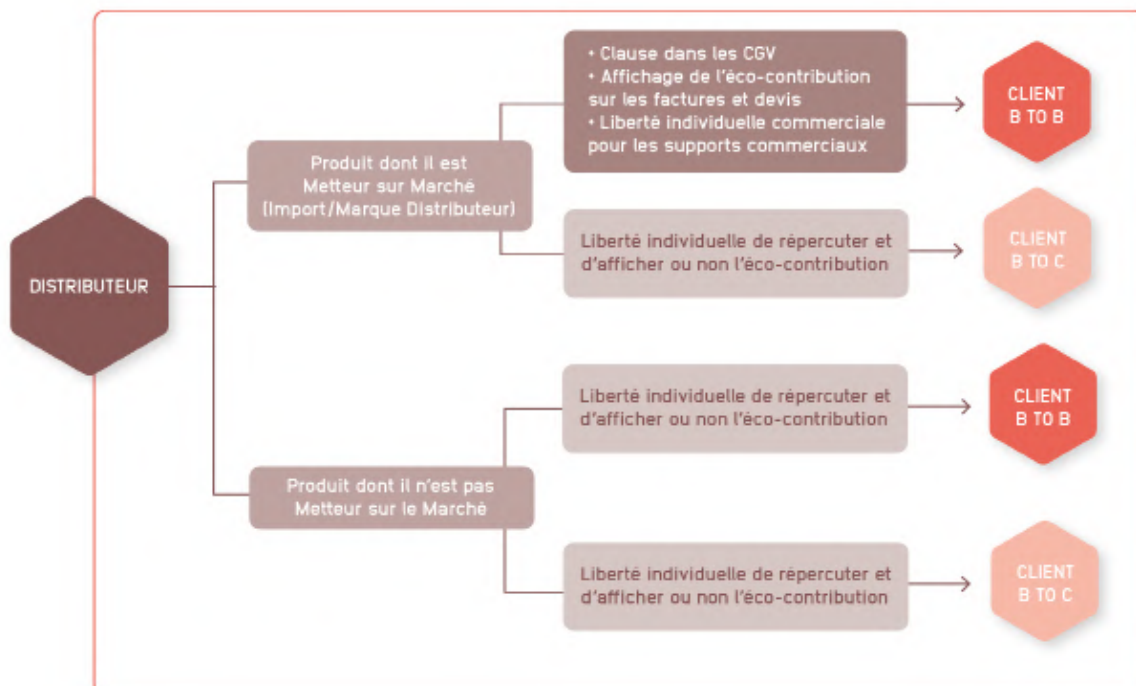 • Clause dans les CGV
• Affichage de l'éco-contribution
sur les factures et devis
• Liberté individuelle commerciale
pour les supports commerciaux
CLIENT
B TO B
Produit dont il est
Metteur sur Marché
(Import/Marque Distributeur)
Liberté individuelle de répercuter et
d'afficher ou non l'éco-contribution
CLIENT
B TO C
DISTRIBUTEUR
Liberté individuelle de répercuter et
d'afficher ou non l'éco-contribution
CLIENT
B TO B
Produit dont il n'est pas
Metteur sur le Marché
Liberté individuelle de répercuter et
d'afficher ou non l'éco-contribution
CLIENT
B TO C